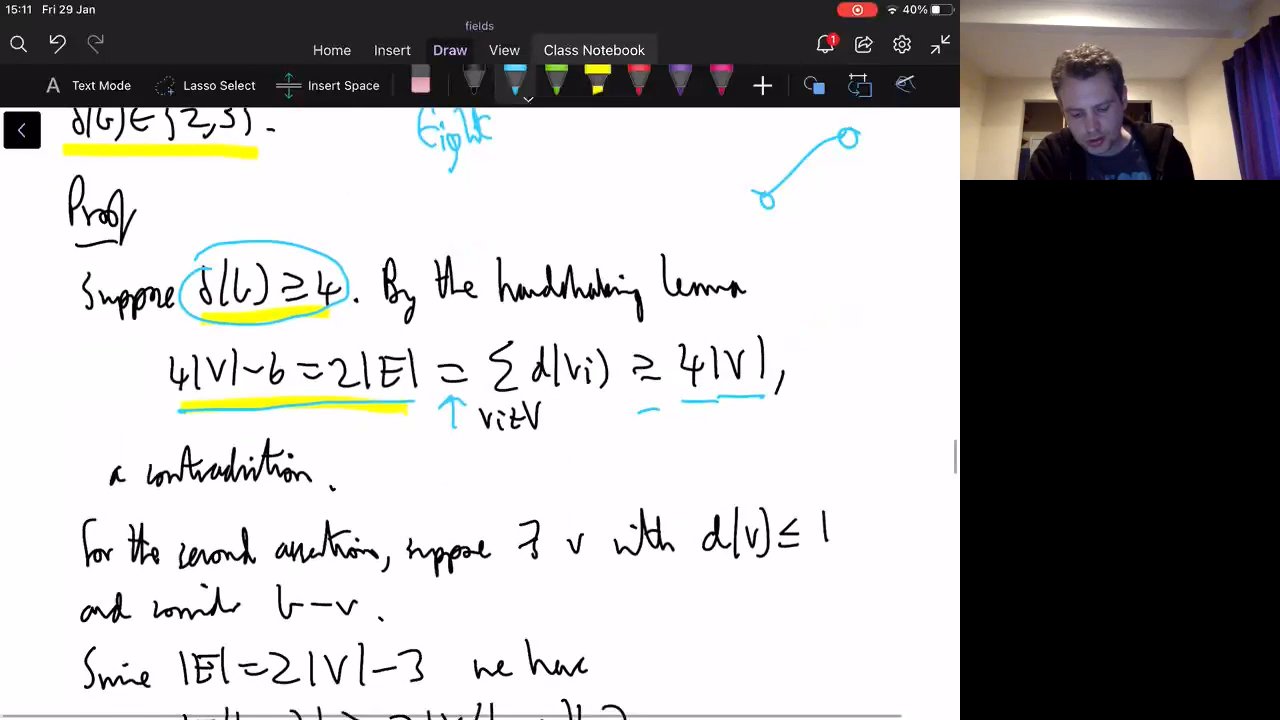 15:11 Fri 29 Jan
40%
fields
Home Insert Draw View Class Notebook
1
Text Mode Lasso Select Insert Space
δ(G) ∈ {2,3}.
Eight
Proof
Suppose δ(G) ≥ 4. By the handshaking lemma
4|V| - 6 = 2|E| = Σ d(vi) ≥ 4|V|,
vi∈V
a contradiction.
For the second assertion, suppose ∃ v with d(v) ≤ 1
and consider G - v.
Since |E| = 2|V| - 3 we have